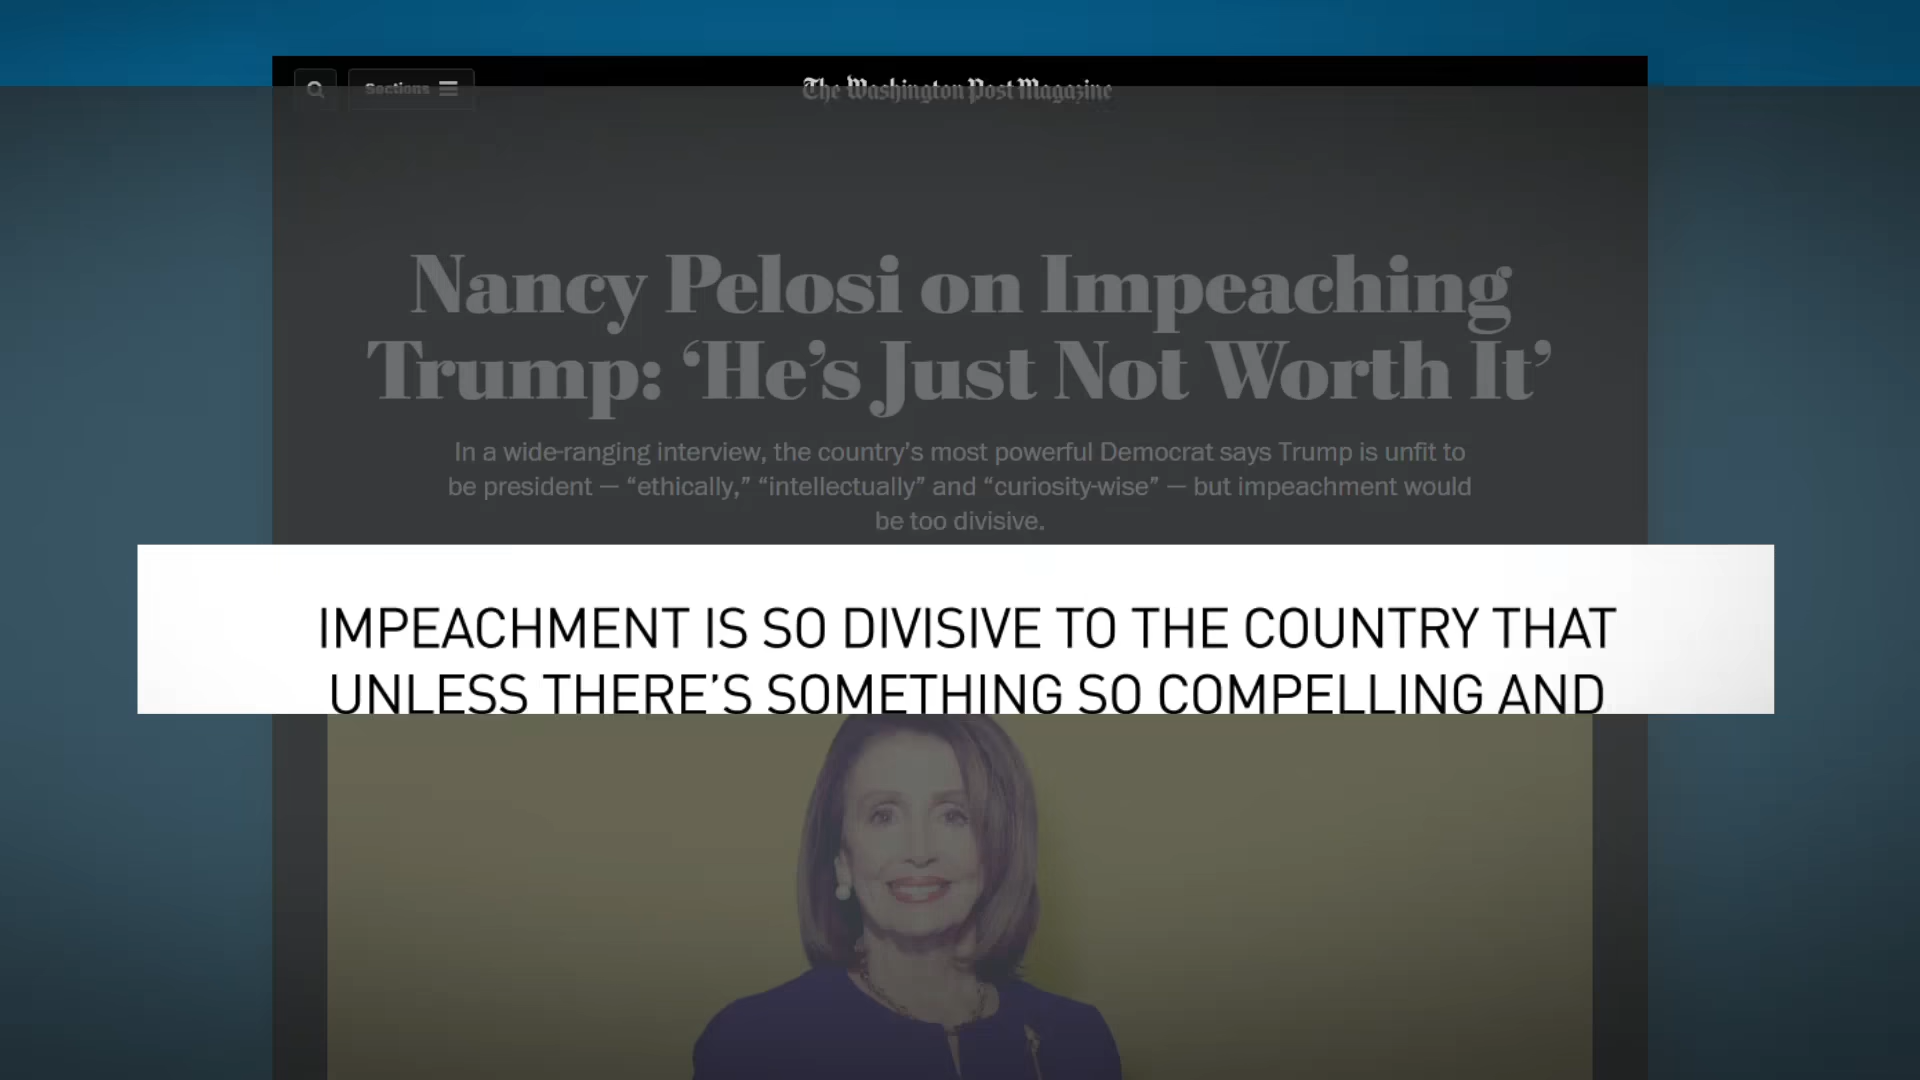 Sections
The Washington Post Magazine
Nancy Pelosi on Impeaching
Trump: ‘He’s Just Not Worth It’
In a wide-ranging interview, the country’s most powerful Democrat says Trump is unfit to
be president — “ethically,” “intellectually” and “curiosity-wise” — but impeachment would
be too divisive.
IMPEACHMENT IS SO DIVISIVE TO THE COUNTRY THAT
UNLESS THERE’S SOMETHING SO COMPELLING AND